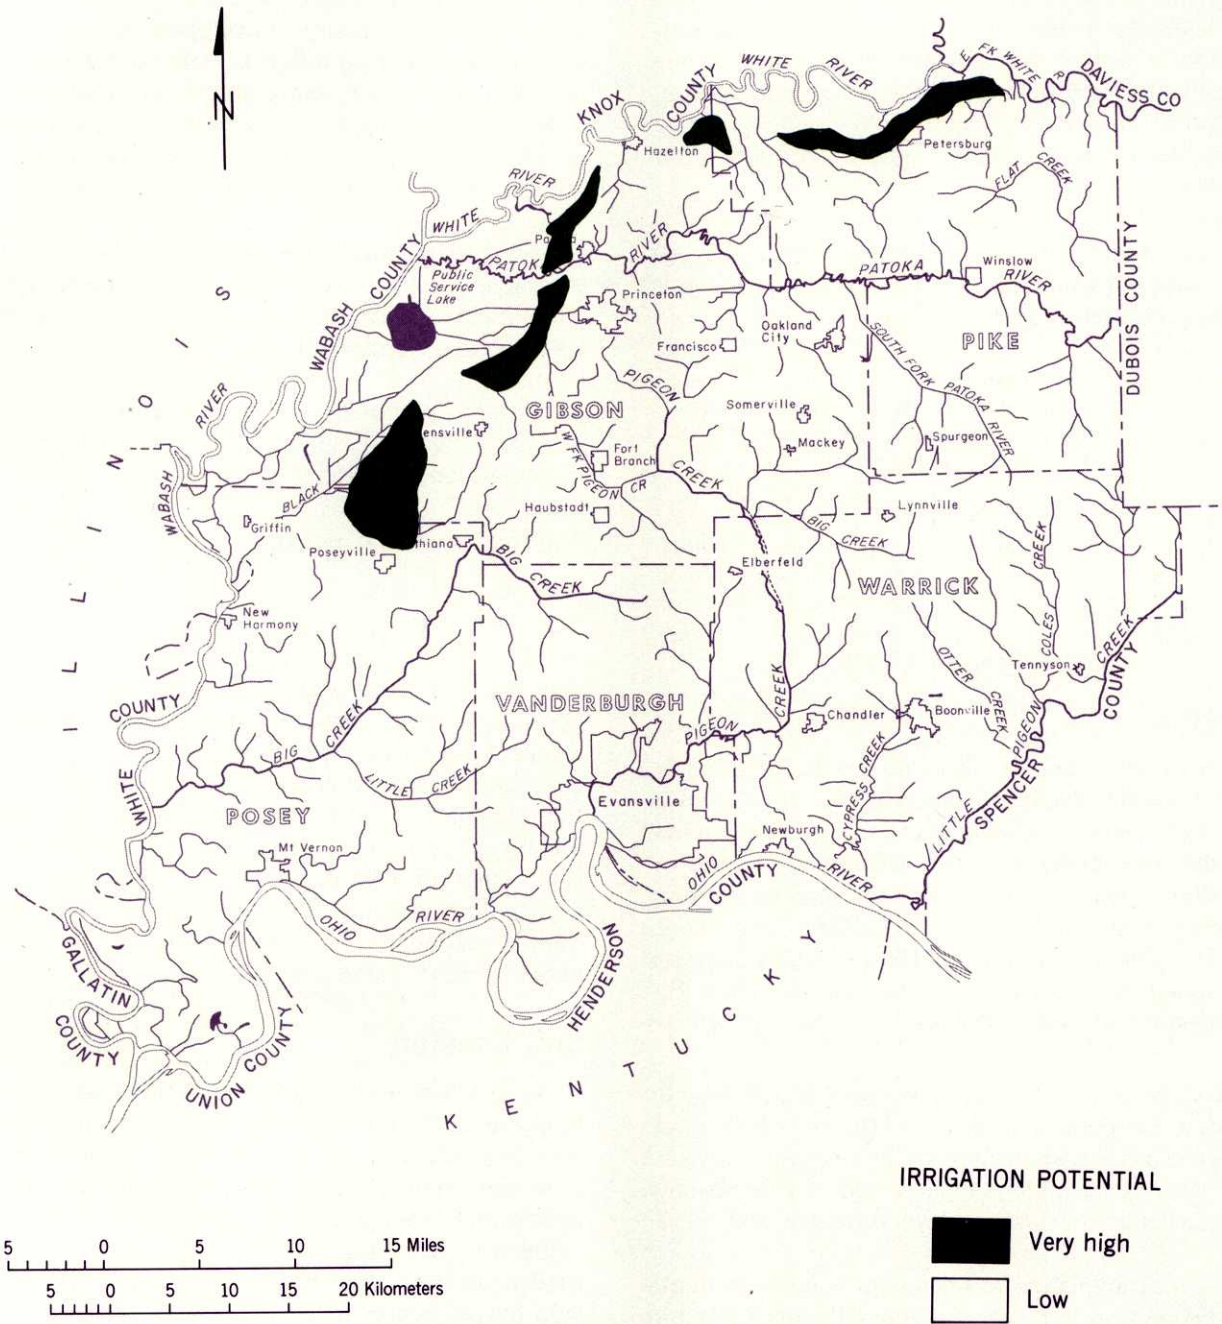 N
KNOX COUNTY
WHITE RIVER
E FK WHITE R
DAVIESS CO
Hazelton
Petersburg
FLAT CREEK
WHITE RIVER
PATOK
RIVER
PATOKA
RIVER
Winslow
Public
Service
Lake
Princeton
Francisco
Oakland
City
SOUTH FORK
PATOKA
RIVER
PIKE
DUBOIS COUNTY
WABASH COUNTY
ILLINOIS
RIVER
WABASH
GIBSON
PIGEON
CREEK
Somerville
Mackey
Spurgeon
ensville
Fort
Branch
W FK PIGEON CR
BLACK
Griffin
Haubstadt
Lynnville
BIG
CREEK
Poseyville
thiana
BIG
CREEK
Elberfeld
WARRICK
COLES CREEK
New
Harmony
OTTER
CREEK
Tennyson
CREEK
COUNTY
VANDERBURGH
PIGEON
CREEK
Chandler
Boonville
PIGEON
SPENCER
LITTLE
COUNTY
WHITE
BIG
CREEK
LITTLE
CREEK
CYPRESS CREEK
POSEY
Evansville
Newburgh
Mt Vernon
OHIO
RIVER
OHIO
COUNTY
RIVER
HENDERSON
GALLATIN
COUNTY
UNION COUNTY
KENTUCKY
IRRIGATION POTENTIAL
Very high
Low
5 0 5 10 15 Miles
5 0 5 10 15 20 Kilometers